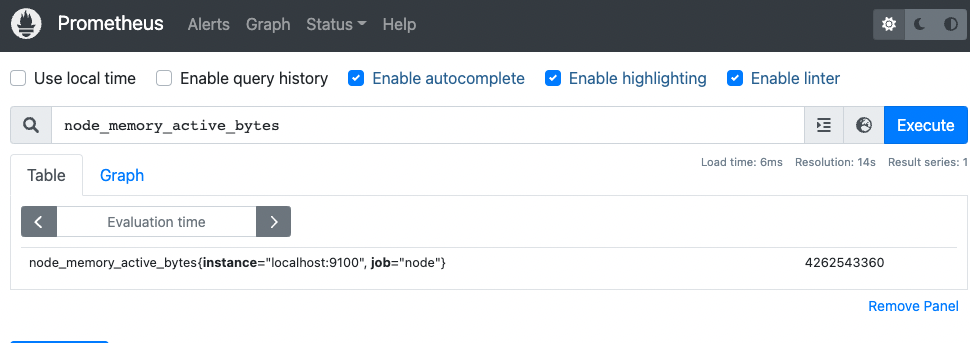 Prometheus Alerts Graph Status Help
Use local time Enable query history Enable autocomplete Enable highlighting Enable linter
node_memory_active_bytes Execute
Load time: 6ms Resolution: 14s Result series: 1
Table Graph
Evaluation time
node_memory_active_bytes{instance="localhost:9100", job="node"} 4262543360
Remove Panel